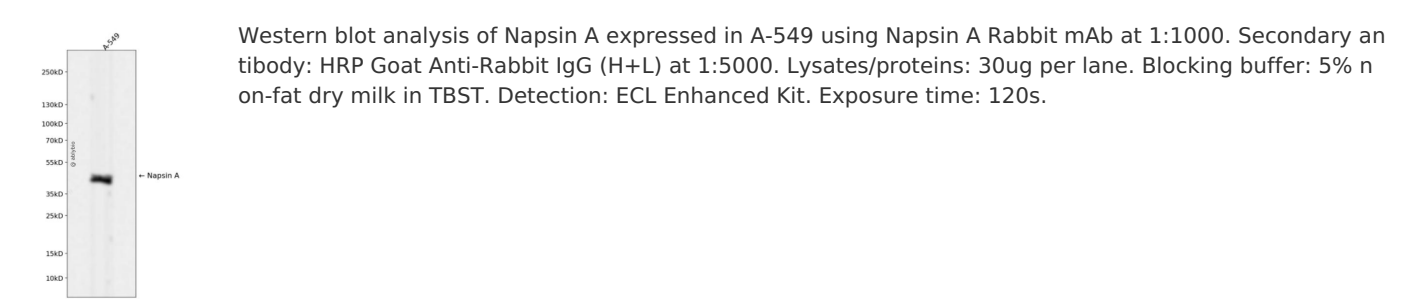 A-549
250kD
130kD
100kD
70kD
55kD
35kD
25kD
15kD
10kD
@ abbybio
← Napsin A
Western blot analysis of Napsin A expressed in A-549 using Napsin A Rabbit mAb at 1:1000. Secondary an
tibody: HRP Goat Anti-Rabbit IgG (H+L) at 1:5000. Lysates/proteins: 30ug per lane. Blocking buffer: 5% n
on-fat dry milk in TBST. Detection: ECL Enhanced Kit. Exposure time: 120s.